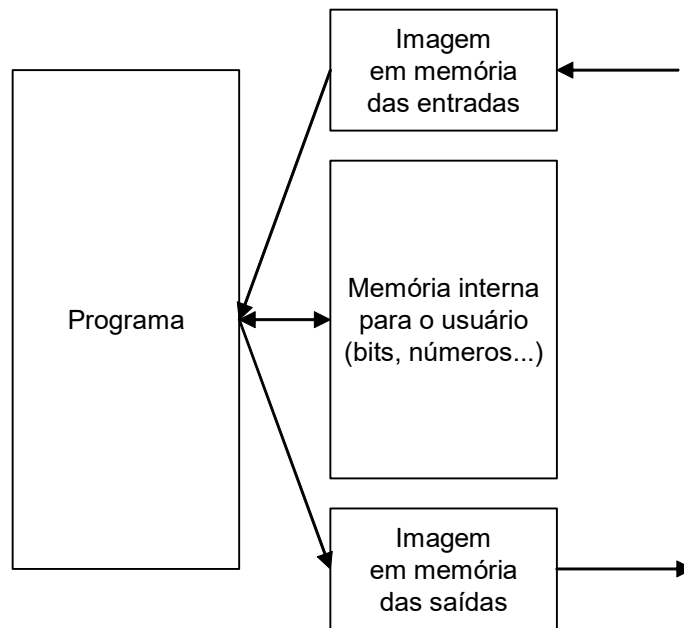 Imagem
em memória
das entradas
Programa
Memória interna
para o usuário
(bits, números...)
Imagem
em memória
das saídas